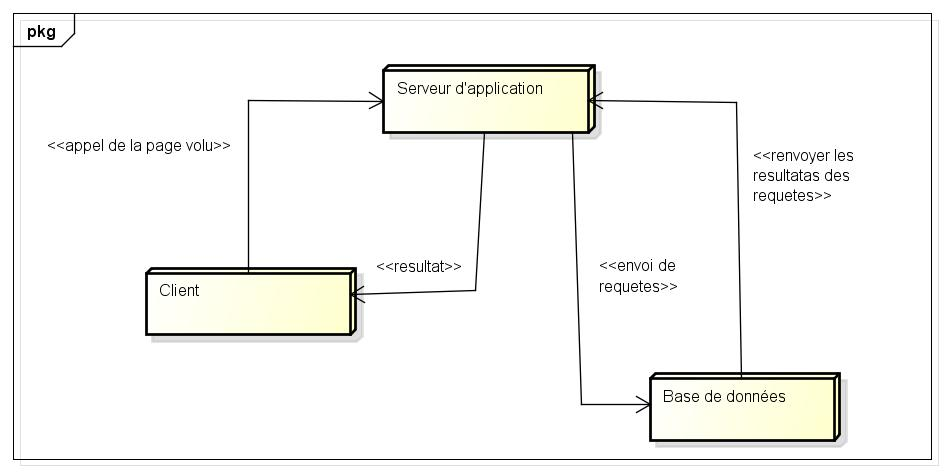 pkg
Serveur d'application
<<appel de la page volu>>
<<renvoyer les
resultatas des
requetes>>
<<resultat>>
<<envoi de
requetes>>
Client
Base de données